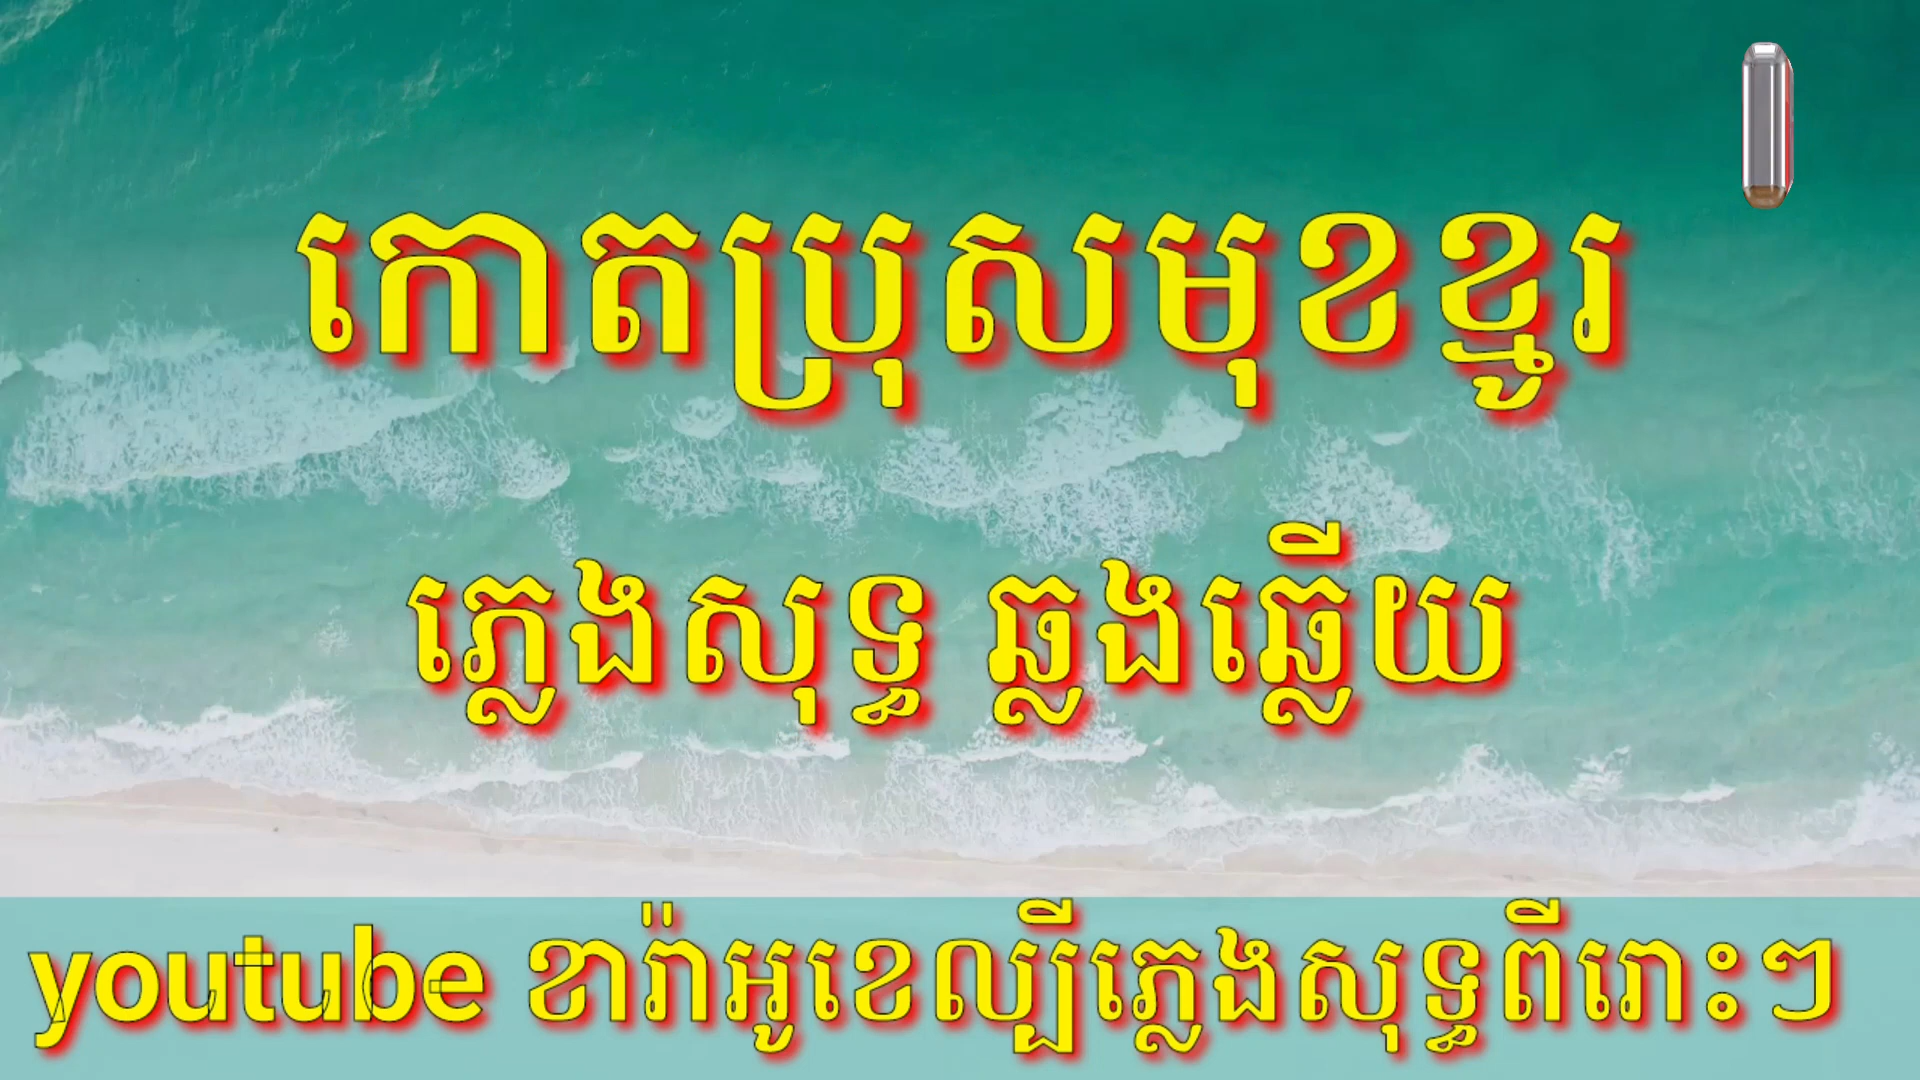 កោតប្រុសមុខខ្មូរ
ភ្លេងសុទ្ធ ឆ្លងឆ្លើយ
youtube ខារ៉ាអូខេល្បីភ្លេងសុទ្ធពីរោះៗ